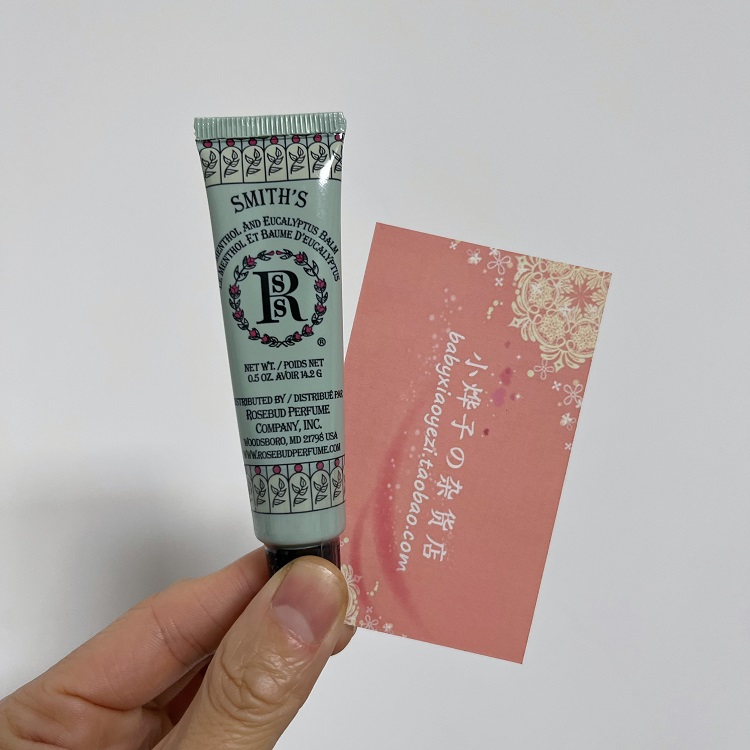 SMITH'S
MENTHOL AND EUCALYPTUS BALM
MENTHOL ET BAUME D'EUCALYPTUS
RSS
®
NET WT. / POIDS NET
0.5 OZ. AVOIR 14.2 G
DISTRIBUTED BY / DISTRIBUÉ PAR
ROSEBUD PERFUME
COMPANY, INC.
WOODSBORO, MD 21798 USA
WWW.ROSEBUDPERFUME.COM
小烨子の杂货店
babyxiaoyezi.taobao.com